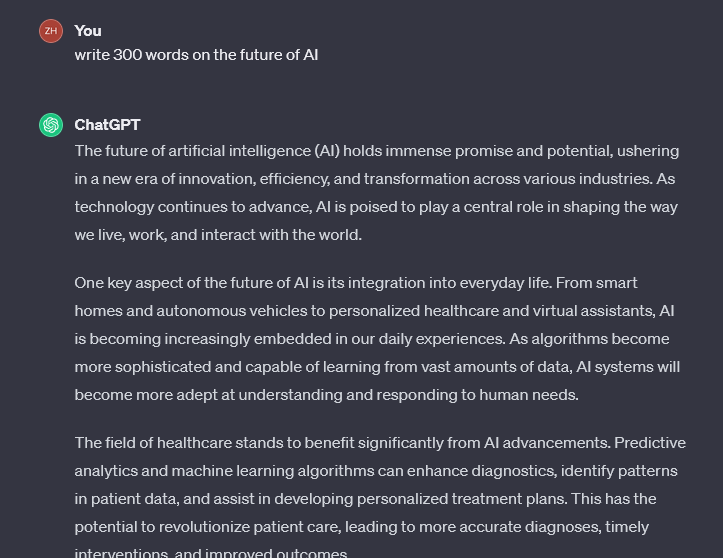 ZH
You
write 300 words on the future of AI
ChatGPT
The future of artificial intelligence (AI) holds immense promise and potential, ushering
in a new era of innovation, efficiency, and transformation across various industries. As
technology continues to advance, AI is poised to play a central role in shaping the way
we live, work, and interact with the world.
One key aspect of the future of AI is its integration into everyday life. From smart
homes and autonomous vehicles to personalized healthcare and virtual assistants, AI
is becoming increasingly embedded in our daily experiences. As algorithms become
more sophisticated and capable of learning from vast amounts of data, AI systems will
become more adept at understanding and responding to human needs.
The field of healthcare stands to benefit significantly from AI advancements. Predictive
analytics and machine learning algorithms can enhance diagnostics, identify patterns
in patient data, and assist in developing personalized treatment plans. This has the
potential to revolutionize patient care, leading to more accurate diagnoses, timely
interventions, and improved outcomes.